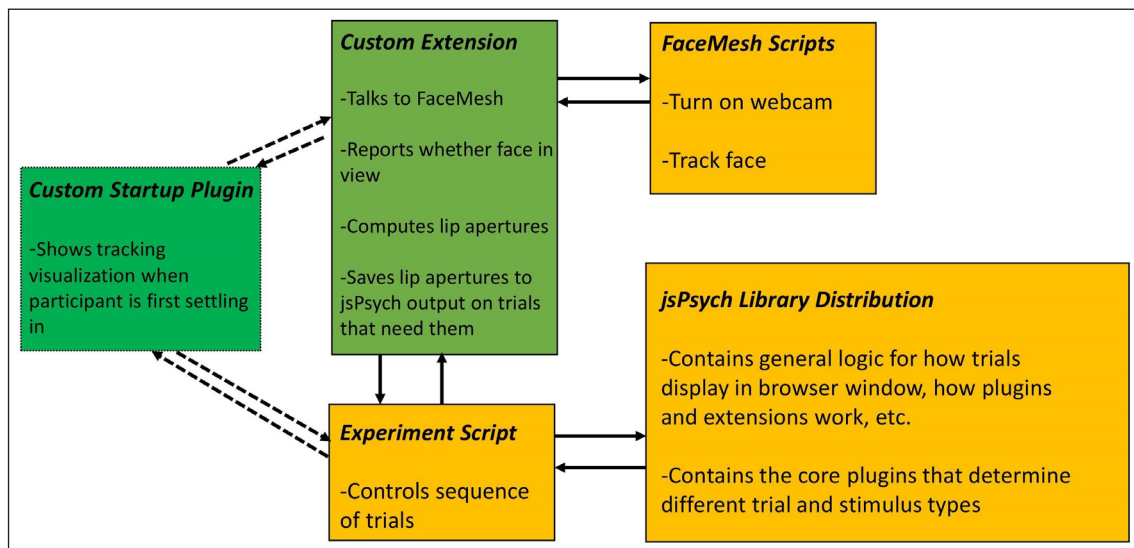 Custom Extension
-Talks to FaceMesh
-Reports whether face in
view
-Computes lip apertures
-Saves lip apertures to
jsPsych output on trials
that need them
FaceMesh Scripts
-Turn on webcam
-Track face
Custom Startup Plugin
-Shows tracking
visualization when
participant is first settling
in
Experiment Script
-Controls sequence
of trials
jsPsych Library Distribution
-Contains general logic for how trials
display in browser window, how plugins
and extensions work, etc.
-Contains the core plugins that determine
different trial and stimulus types